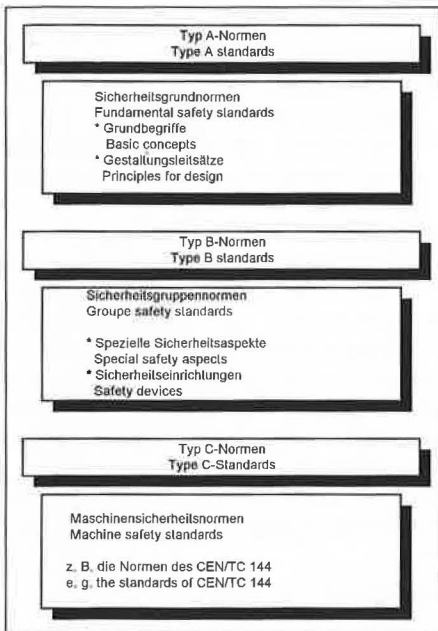 Typ A-Normen
Type A standards
Sicherheitsgrundnormen
Fundamental safety standards
* Grundbegriffe
Basic concepts
* Gestaltungsleitsätze
Principles for design
Typ B-Normen
Type B standards
Sicherheitsgruppennormen
Groupe safety standards
* Spezielle Sicherheitsaspekte
Special safety aspects
* Sicherheitseinrichtungen
Safety devices
Typ C-Normen
Type C-Standards
Maschinensicherheitsnormen
Machine safety standards
z. B. die Normen des CEN/TC 144
e. g. the standards of CEN/TC 144